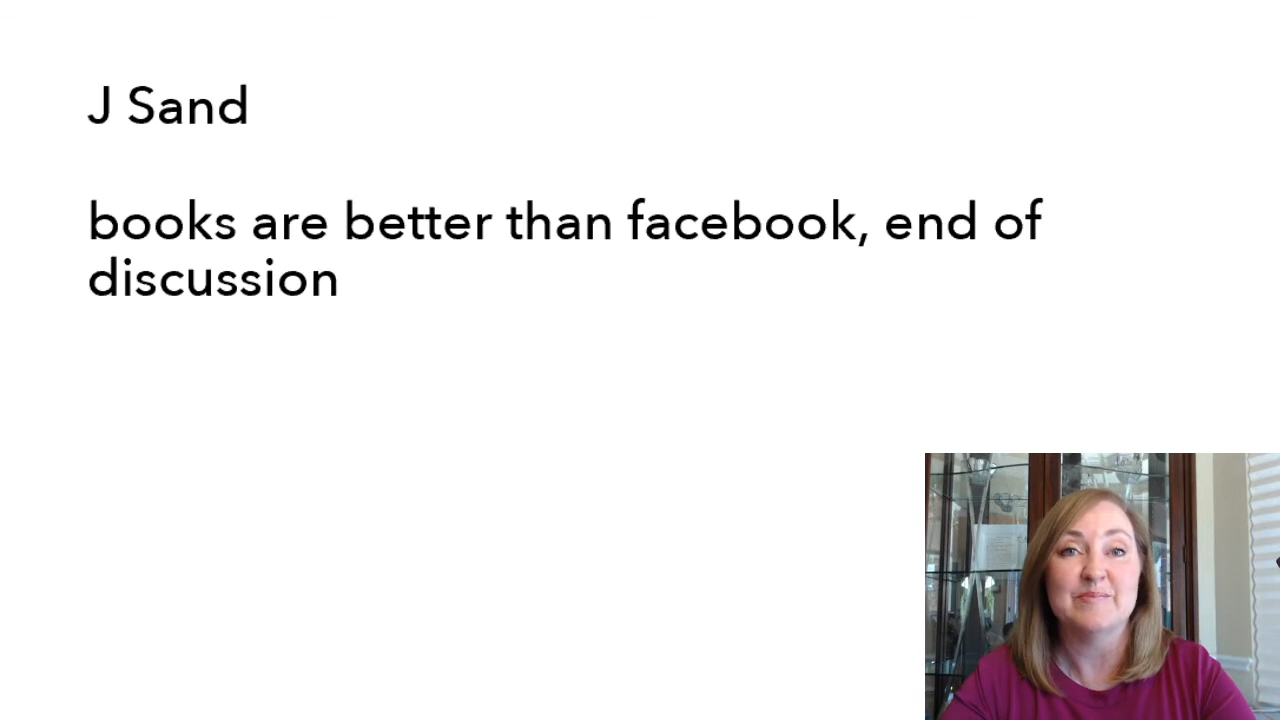 J Sand
books are better than facebook, end of
discussion